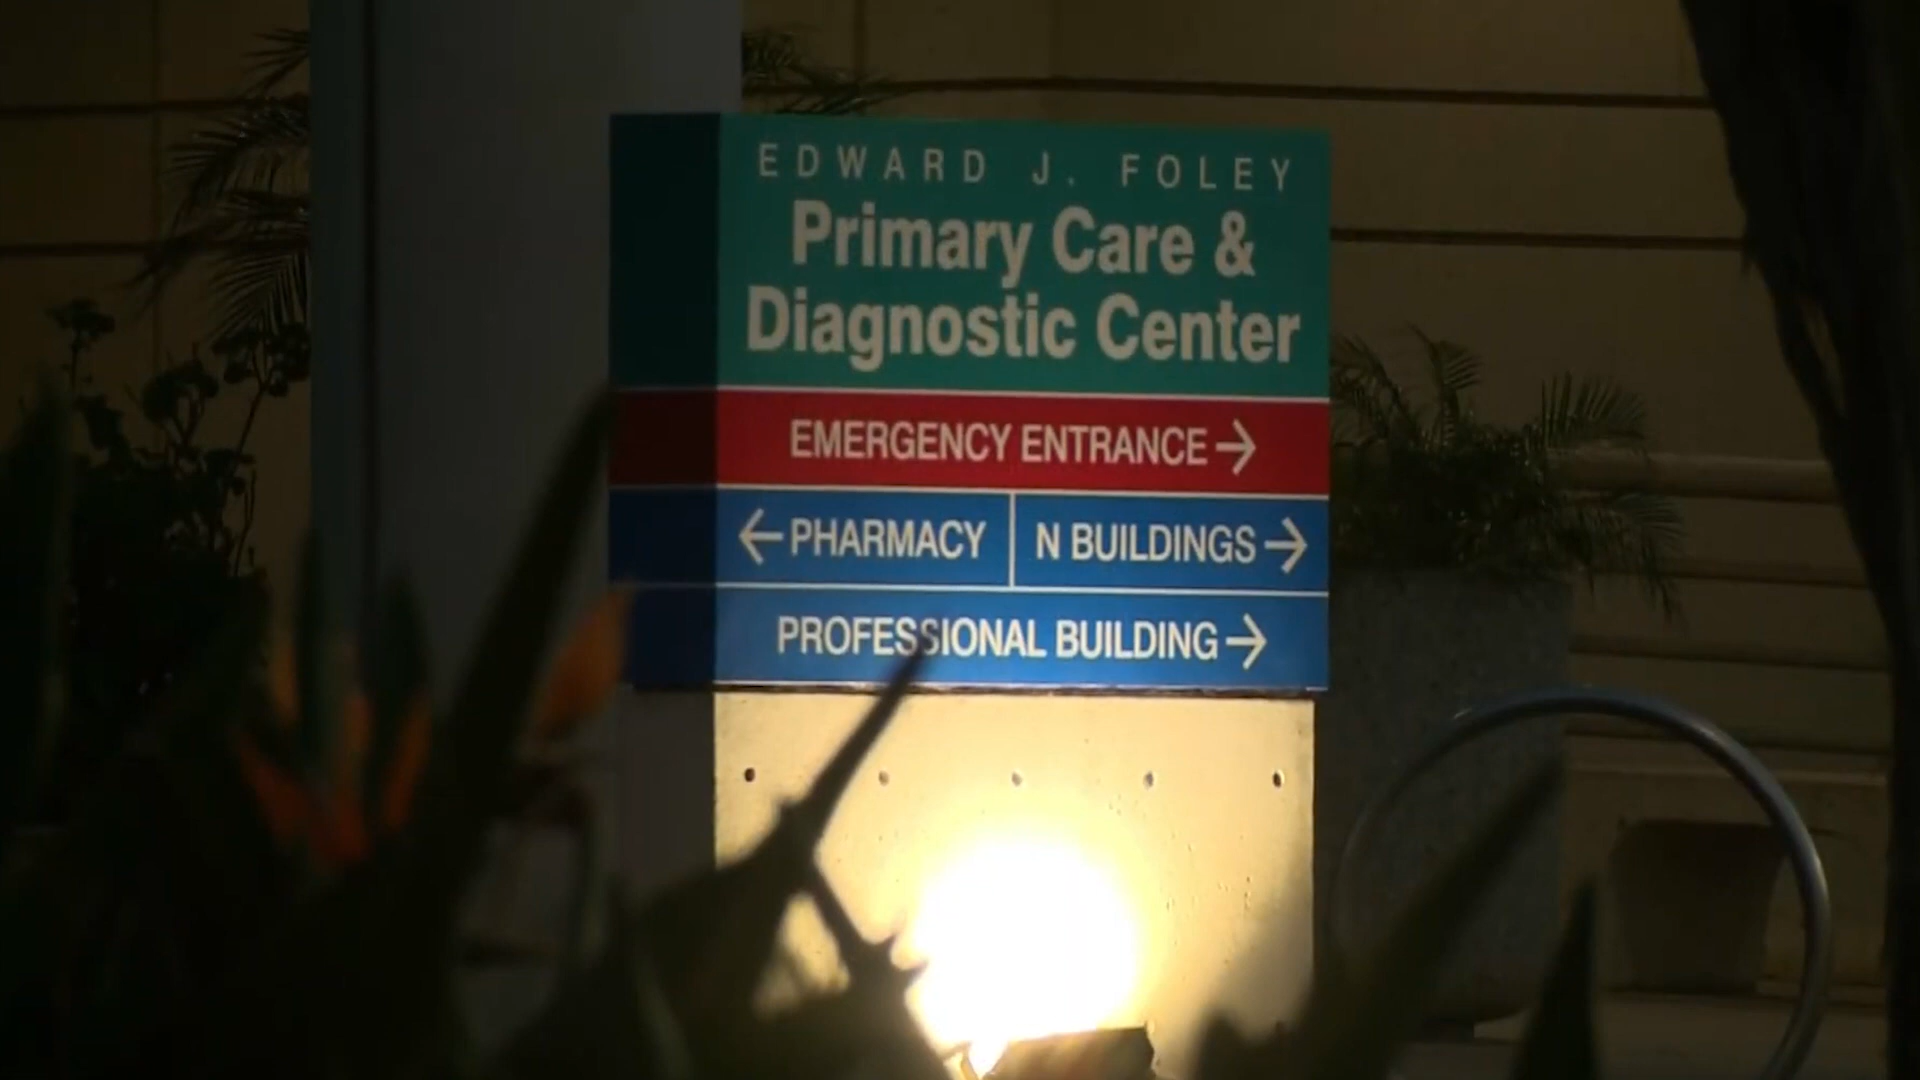 EDWARD J. FOLEY
Primary Care &
Diagnostic Center
EMERGENCY ENTRANCE →
← PHARMACY
N BUILDINGS →
PROFESSIONAL BUILDING →